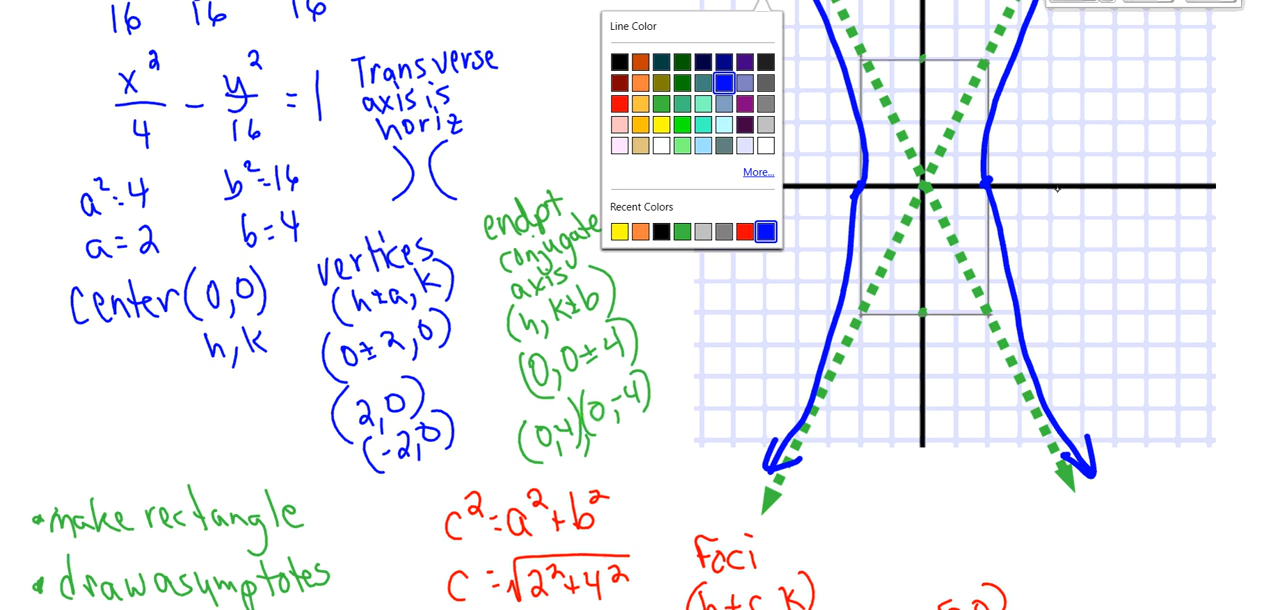 16 16 16
x² / 4 - y² / 16 = 1
a² = 4 b² = 16
a = 2 b = 4
Center (0,0)
h, k
Transverse
axis is
horiz
)(
vertices
(h±a, k)
(0±2, 0)
(2,0)
(-2,0)
endpt
conjugate
axis
(h, k±b)
(0, 0±4)
(0,4),(0,-4)
Line Color
More...
Recent Colors
• make rectangle
• draw asymptotes
c² = a² + b²
c = √2² + 4²
Foci
(h±c, k)